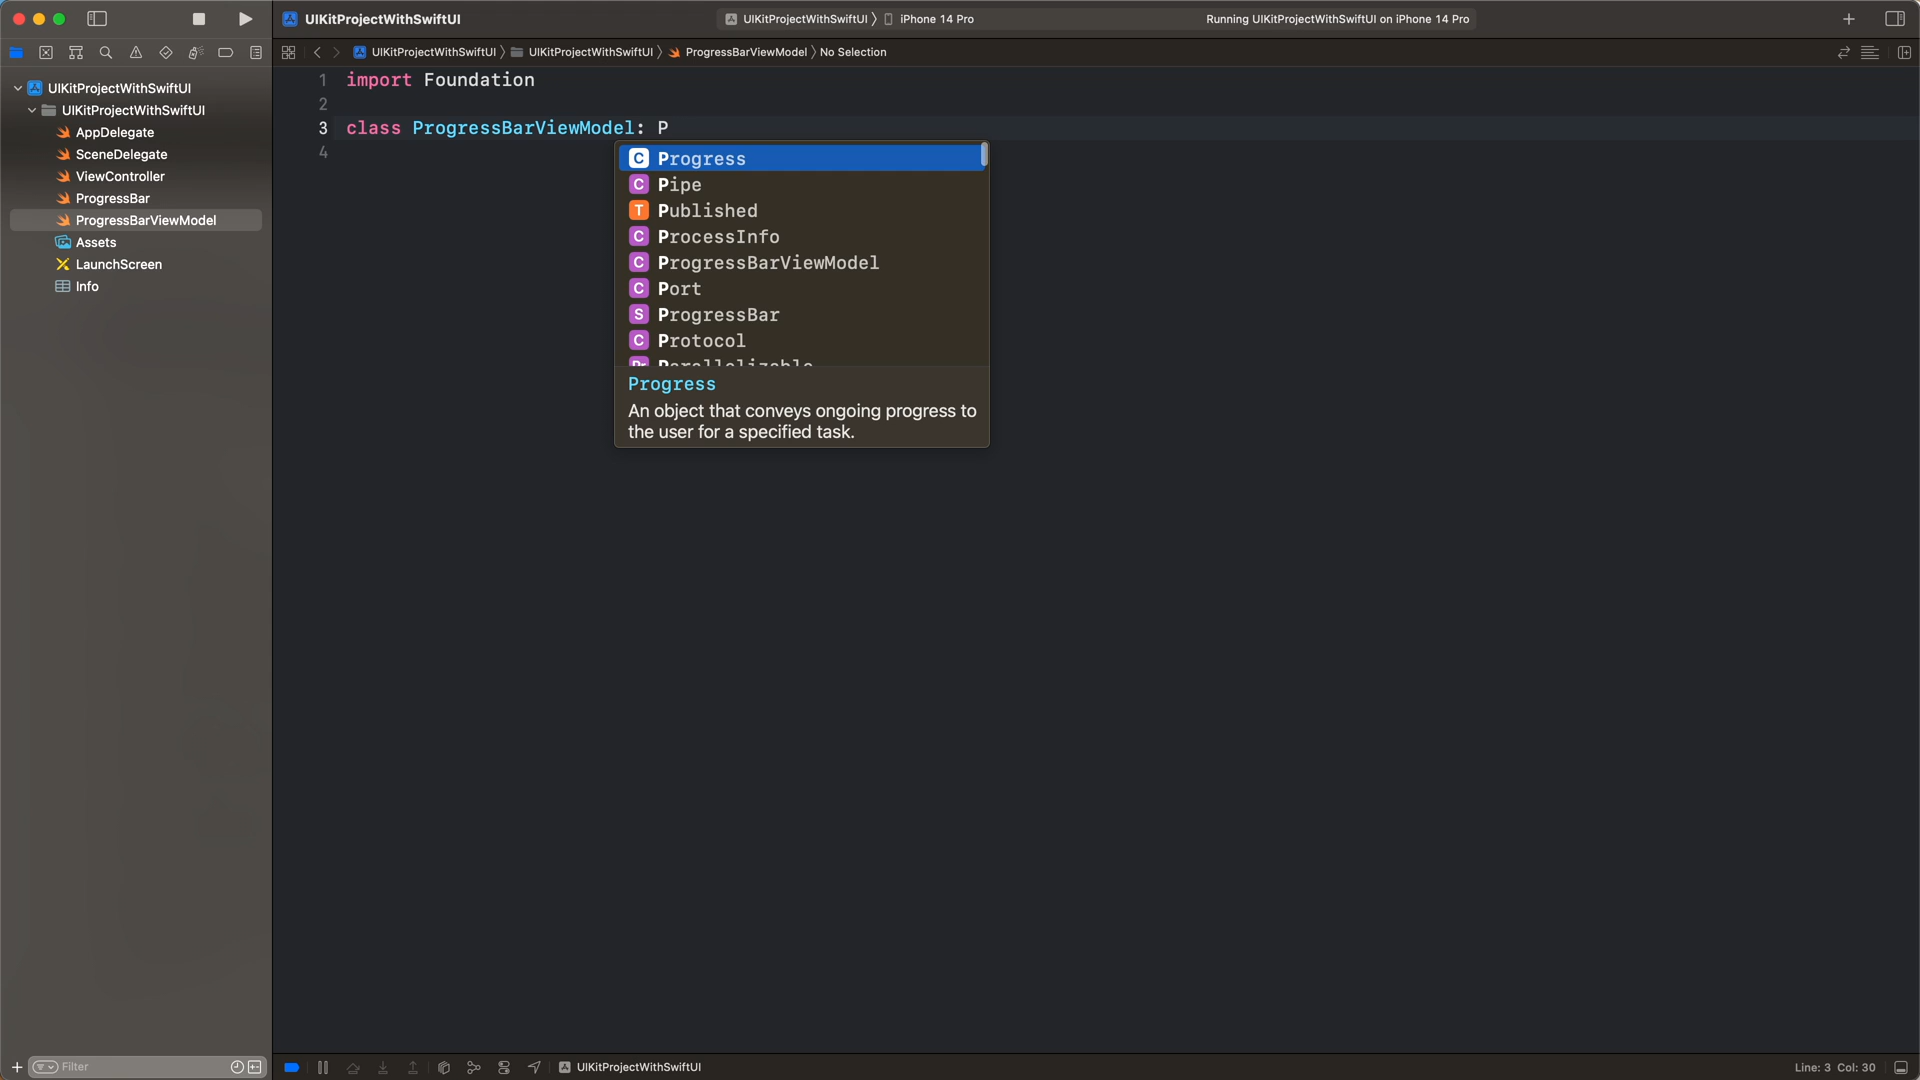 UIKitProjectWithSwiftUI
UIKitProjectWithSwiftUI
iPhone 14 Pro
Running UIKitProjectWithSwiftUI on iPhone 14 Pro
UIKitProjectWithSwiftUI
UIKitProjectWithSwiftUI
ProgressBarViewModel
No Selection
UIKitProjectWithSwiftUI
UIKitProjectWithSwiftUI
AppDelegate
SceneDelegate
ViewController
ProgressBar
ProgressBarViewModel
Assets
LaunchScreen
Info
1 import Foundation
2
3 class ProgressBarViewModel: P
4
C Progress
C Pipe
T Published
C ProcessInfo
C ProgressBarViewModel
C Port
S ProgressBar
C Protocol
Pr Parallelizable
Progress
An object that conveys ongoing progress to
the user for a specified task.
Filter
UIKitProjectWithSwiftUI
Line: 3 Col: 30